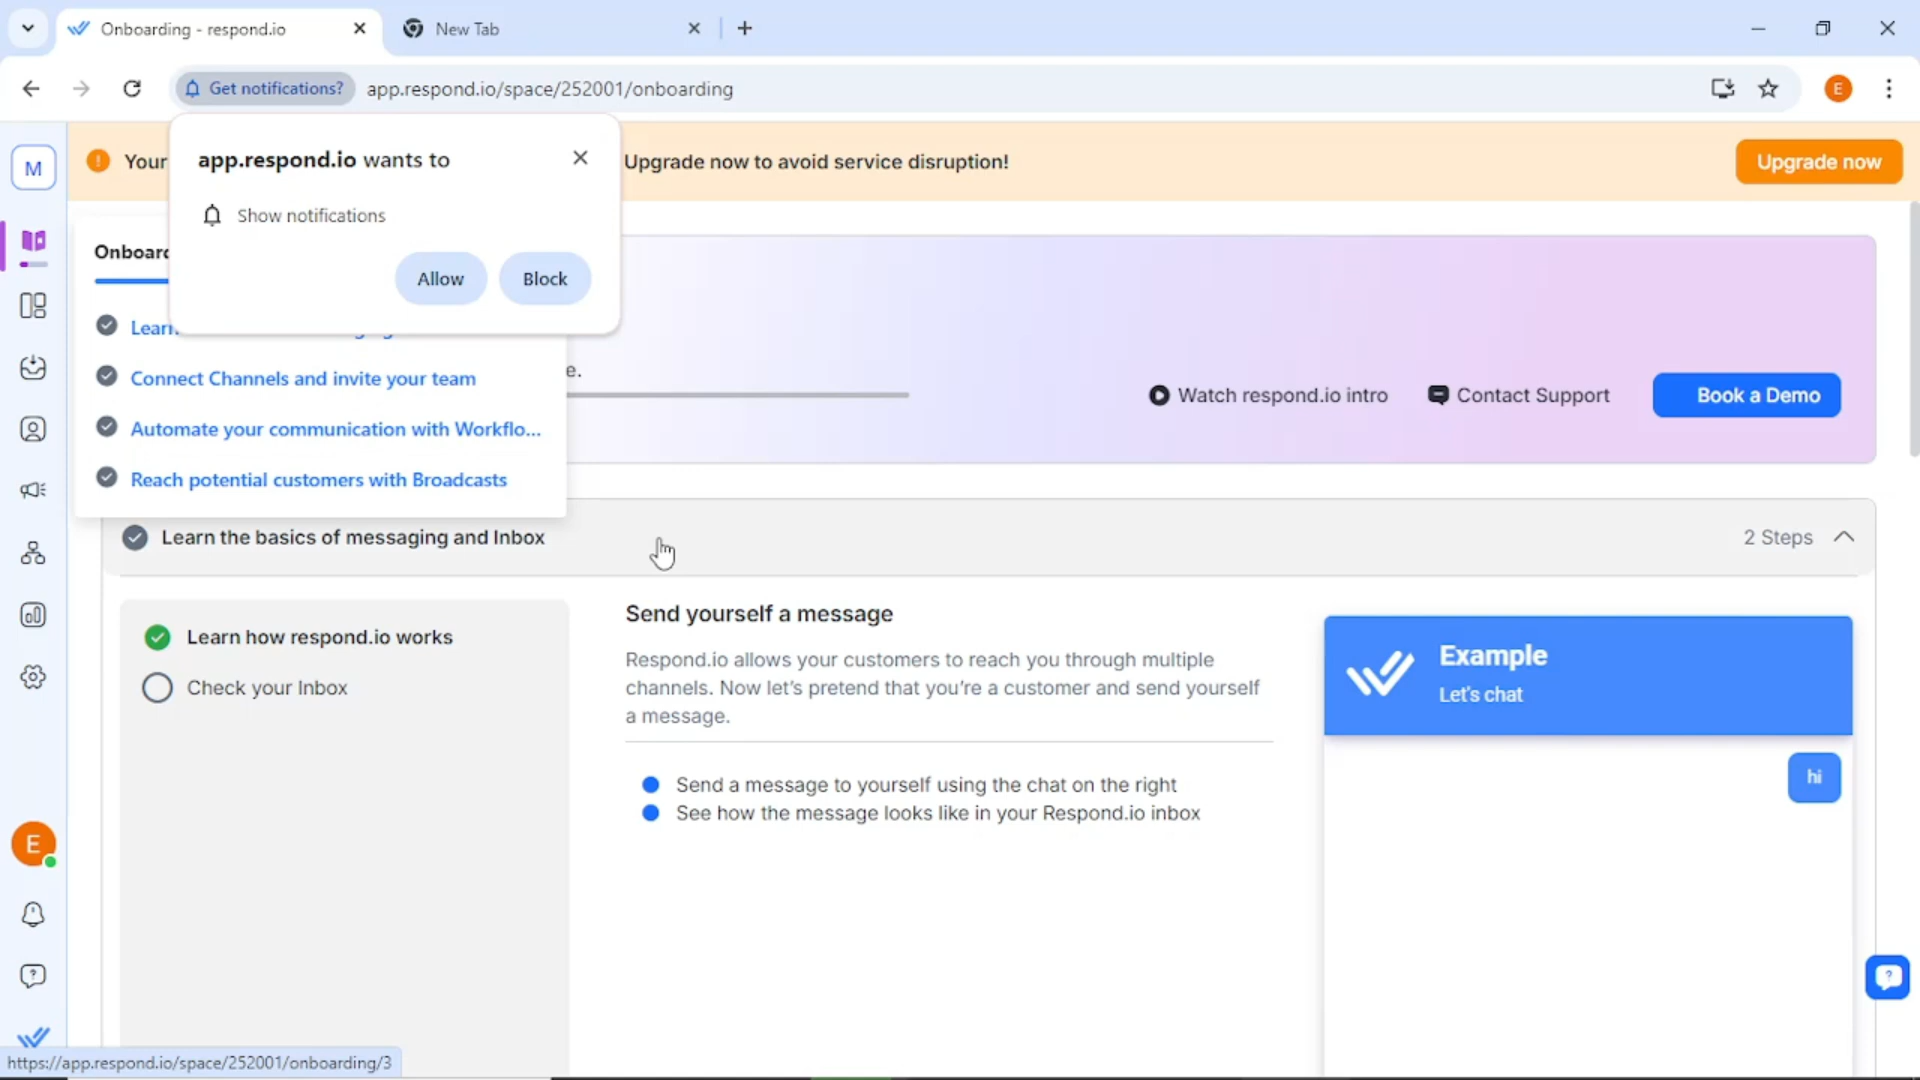 Onboarding - respond.io
New Tab
Get notifications?
app.respond.io/space/252001/onboarding
M
Your
Upgrade now to avoid service disruption!
Upgrade now
app.respond.io wants to
Show notifications
Allow
Block
Learn
Connect Channels and invite your team
Automate your communication with Workflo...
Reach potential customers with Broadcasts
e.
Watch respond.io intro
Contact Support
Book a Demo
Learn the basics of messaging and Inbox
2 Steps
Learn how respond.io works
Check your Inbox
Send yourself a message
Respond.io allows your customers to reach you through multiple
channels. Now let's pretend that you're a customer and send yourself
a message.
Send a message to yourself using the chat on the right
See how the message looks like in your Respond.io inbox
Example
Let's chat
hi
E
E
https://app.respond.io/space/252001/onboarding/3